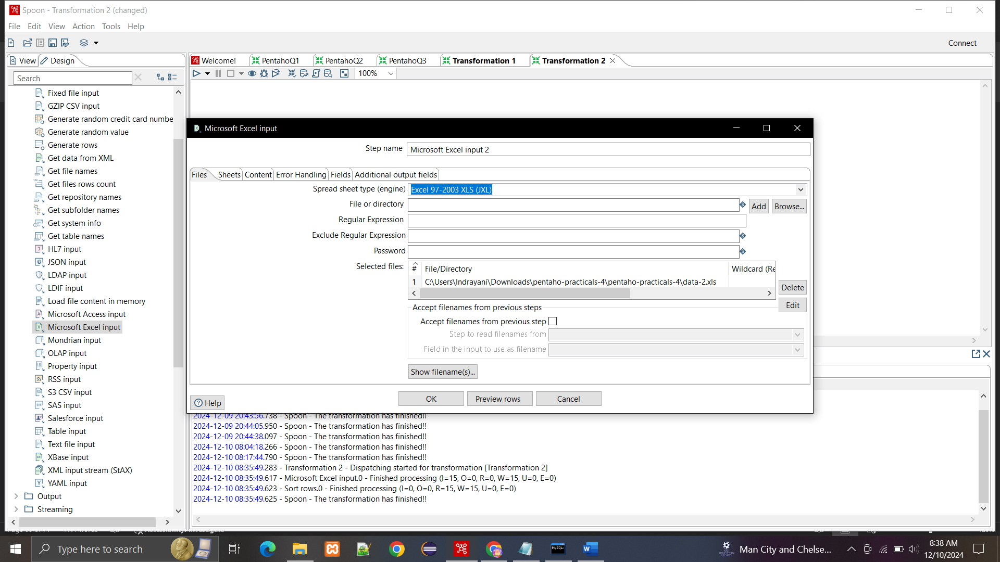 Spoon - Transformation 2 (changed)
File Edit View Action Tools Help
Connect
View Design
Welcome! PentahoQ1 PentahoQ2 PentahoQ3 Transformation 1 Transformation 2
Search
100%
Fixed file input
GZIP CSV input
Generate random credit card numbe
Generate random value
Generate rows
Get data from XML
Get file names
Get files rows count
Get repository names
Get subfolder names
Get system info
Get table names
HL7 input
JSON input
LDAP input
LDIF input
Load file content in memory
Microsoft Access input
Microsoft Excel input
Mondrian input
OLAP input
Property input
RSS input
S3 CSV input
SAS input
Salesforce input
Table input
Text file input
XBase input
XML input stream (StAX)
YAML input
Output
Streaming
Microsoft Excel input
Step name Microsoft Excel input 2
Files Sheets Content Error Handling Fields Additional output fields
Spread sheet type (engine) Excel 97-2003 XLS (JXL)
File or directory Add Browse...
Regular Expression
Exclude Regular Expression
Password
Selected files: # File/Directory Wildcard (Re
1 C:\Users\Indrayani\Downloads\pentaho-practicals-4\pentaho-practicals-4\data-2.xls
Delete
Edit
Accept filenames from previous steps
Accept filenames from previous step
Step to read filenames from
Field in the input to use as filename
Show filename(s)...
Help OK Preview rows Cancel
2024-12-09 20:43:56.738 - Spoon - The transformation has finished!!
2024-12-09 20:44:05.950 - Spoon - The transformation has finished!!
2024-12-09 20:44:38.097 - Spoon - The transformation has finished!!
2024-12-10 08:04:18.266 - Spoon - The transformation has finished!!
2024-12-10 08:17:44.790 - Spoon - The transformation has finished!!
2024-12-10 08:35:49.283 - Transformation 2 - Dispatching started for transformation [Transformation 2]
2024-12-10 08:35:49.617 - Microsoft Excel input.0 - Finished processing (I=15, O=0, R=0, W=15, U=0, E=0)
2024-12-10 08:35:49.623 - Sort rows.0 - Finished processing (I=0, O=0, R=15, W=15, U=0, E=0)
2024-12-10 08:35:49.625 - Spoon - The transformation has finished!!
Type here to search
Man City and Chelse...
8:38 AM
12/10/2024